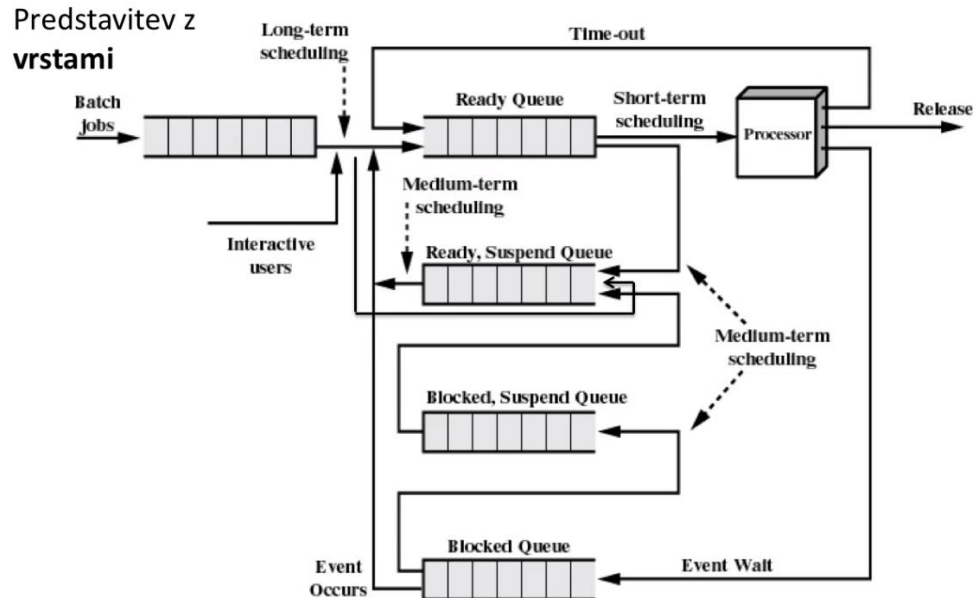 Predstavitev z
vrstami
Long-term
scheduling
Time-out
Batch
jobs
Ready Queue
Short-term
scheduling
Processor
Release
Medium-term
scheduling
Interactive
users
Ready, Suspend Queue
Medium-term
scheduling
Blocked, Suspend Queue
Blocked Queue
Event
Occurs
Event Wait